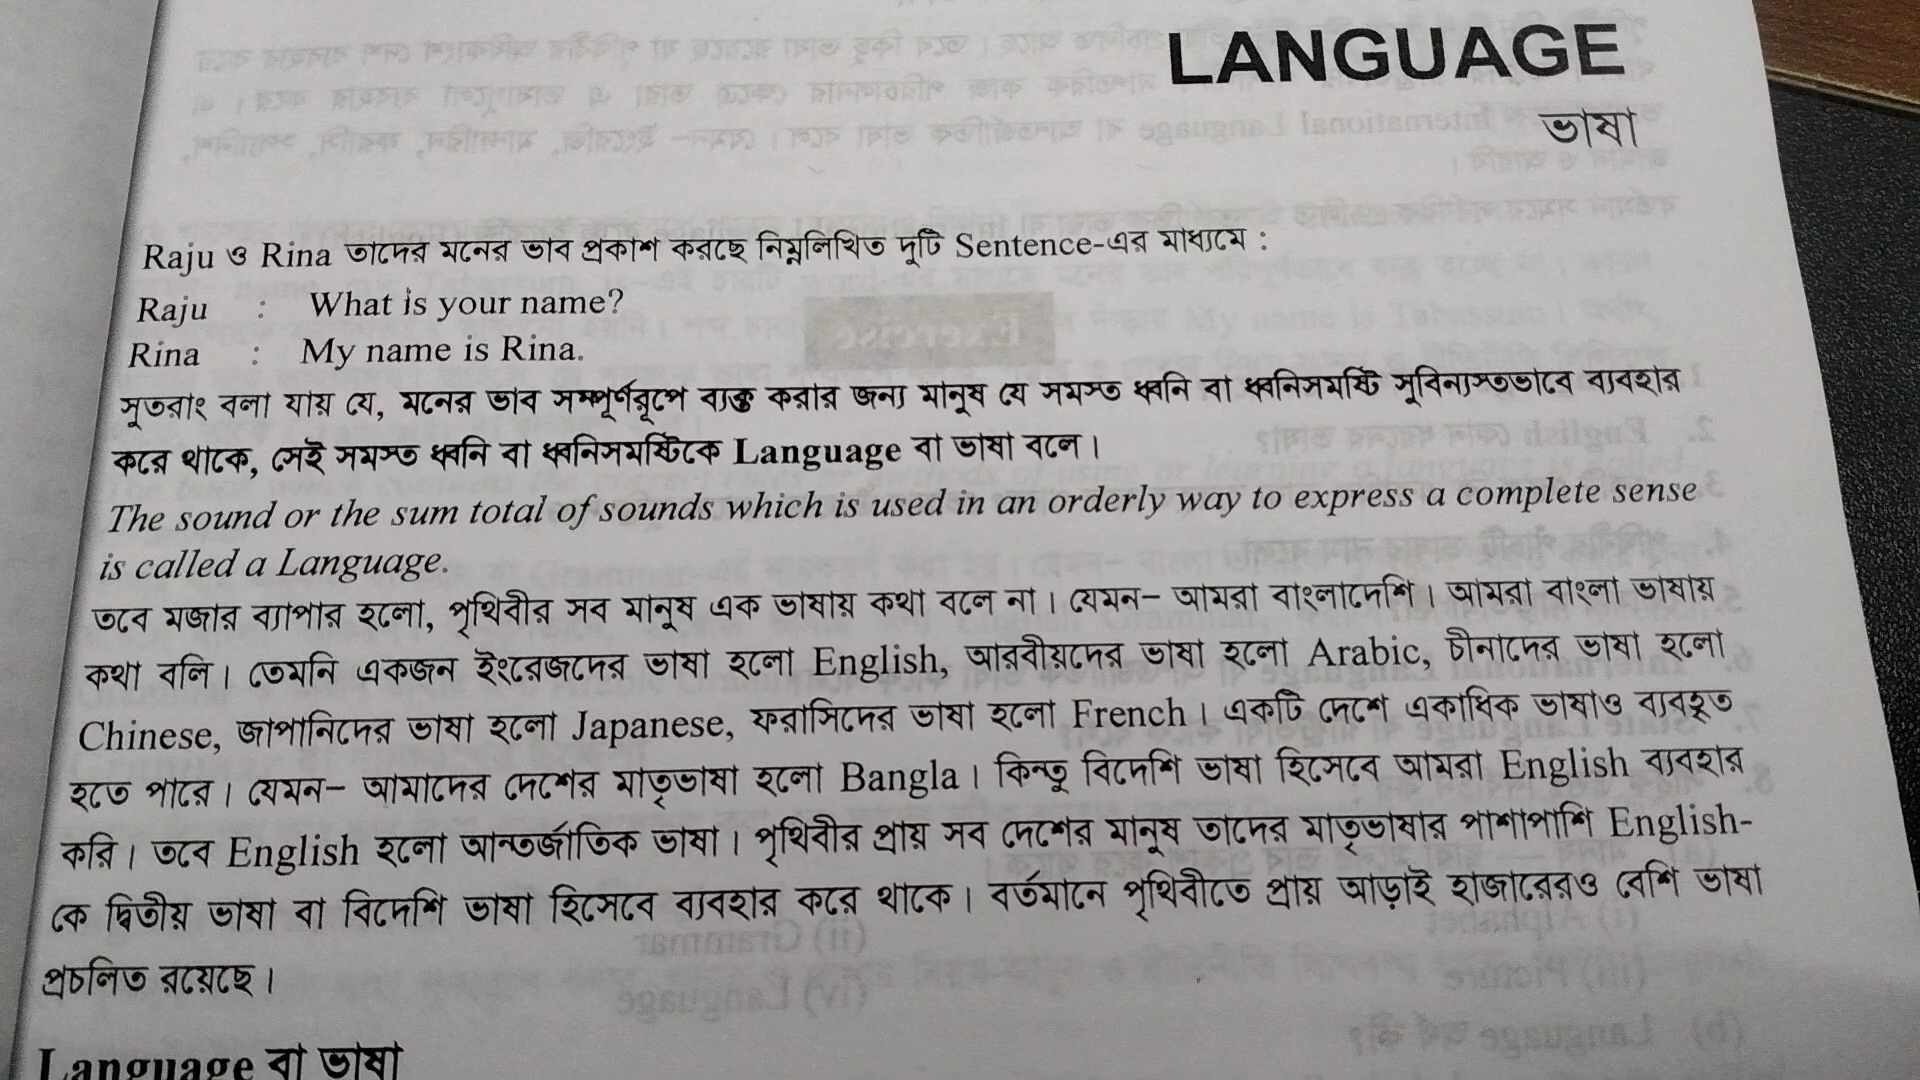 LANGUAGE
ভাষা
Raju ও Rina তাদের মনের ভাব প্রকাশ করছে নিম্নলিখিত দুটি Sentence-এর মাধ্যমে :
Raju : What is your name?
Rina : My name is Rina.
সুতরাং বলা যায় যে, মনের ভাব সম্পূর্ণরূপে ব্যক্ত করার জন্য মানুষ যে সমস্ত ধ্বনি বা ধ্বনিসমষ্টি সুবিন্যস্তভাবে ব্যবহার
করে থাকে, সেই সমস্ত ধ্বনি বা ধ্বনিসমষ্টিকে Language বা ভাষা বলে।
The sound or the sum total of sounds which is used in an orderly way to express a complete sense
is called a Language.
তবে মজার ব্যাপার হলো, পৃথিবীর সব মানুষ এক ভাষায় কথা বলে না। যেমন– আমরা বাংলাদেশি। আমরা বাংলা ভাষায়
কথা বলি। তেমনি একজন ইংরেজদের ভাষা হলো English, আরবীয়দের ভাষা হলো Arabic, চীনাদের ভাষা হলো
Chinese, জাপানিদের ভাষা হলো Japanese, ফরাসিদের ভাষা হলো French। একটি দেশে একাধিক ভাষাও ব্যবহৃত
হতে পারে। যেমন– আমাদের দেশের মাতৃভাষা হলো Bangla। কিন্তু বিদেশি ভাষা হিসেবে আমরা English ব্যবহার
করি। তবে English হলো আন্তর্জাতিক ভাষা। পৃথিবীর প্রায় সব দেশের মানুষ তাদের মাতৃভাষার পাশাপাশি English-
কে দ্বিতীয় ভাষা বা বিদেশি ভাষা হিসেবে ব্যবহার করে থাকে। বর্তমানে পৃথিবীতে প্রায় আড়াই হাজারেরও বেশি ভাষা
প্রচলিত রয়েছে।
Language বা ভাষা